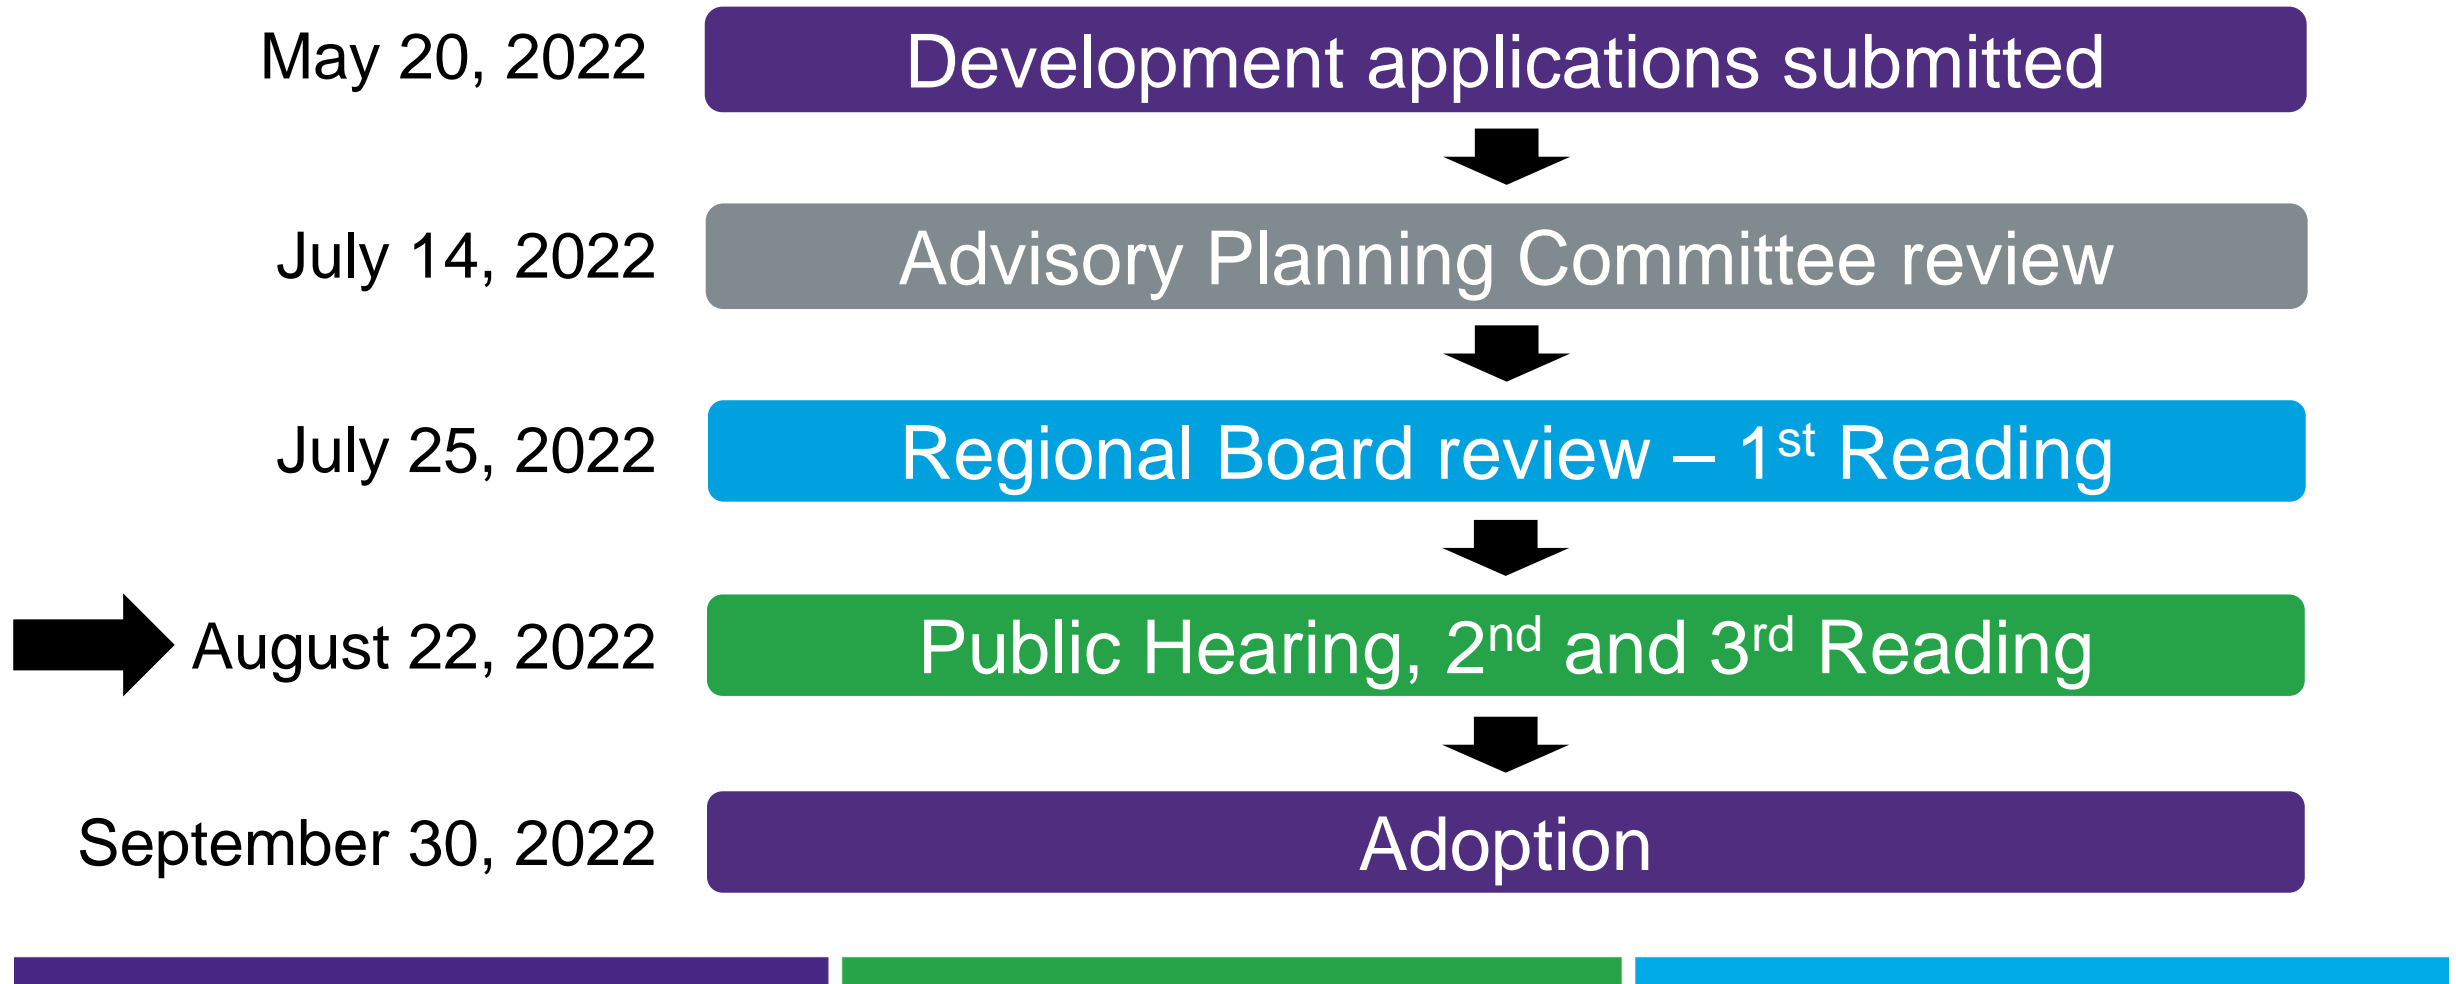 May 20, 2022 Development applications submitted
July 14, 2022 Advisory Planning Committee review
July 25, 2022 Regional Board review – 1st Reading
August 22, 2022 Public Hearing, 2nd and 3rd Reading
September 30, 2022 Adoption